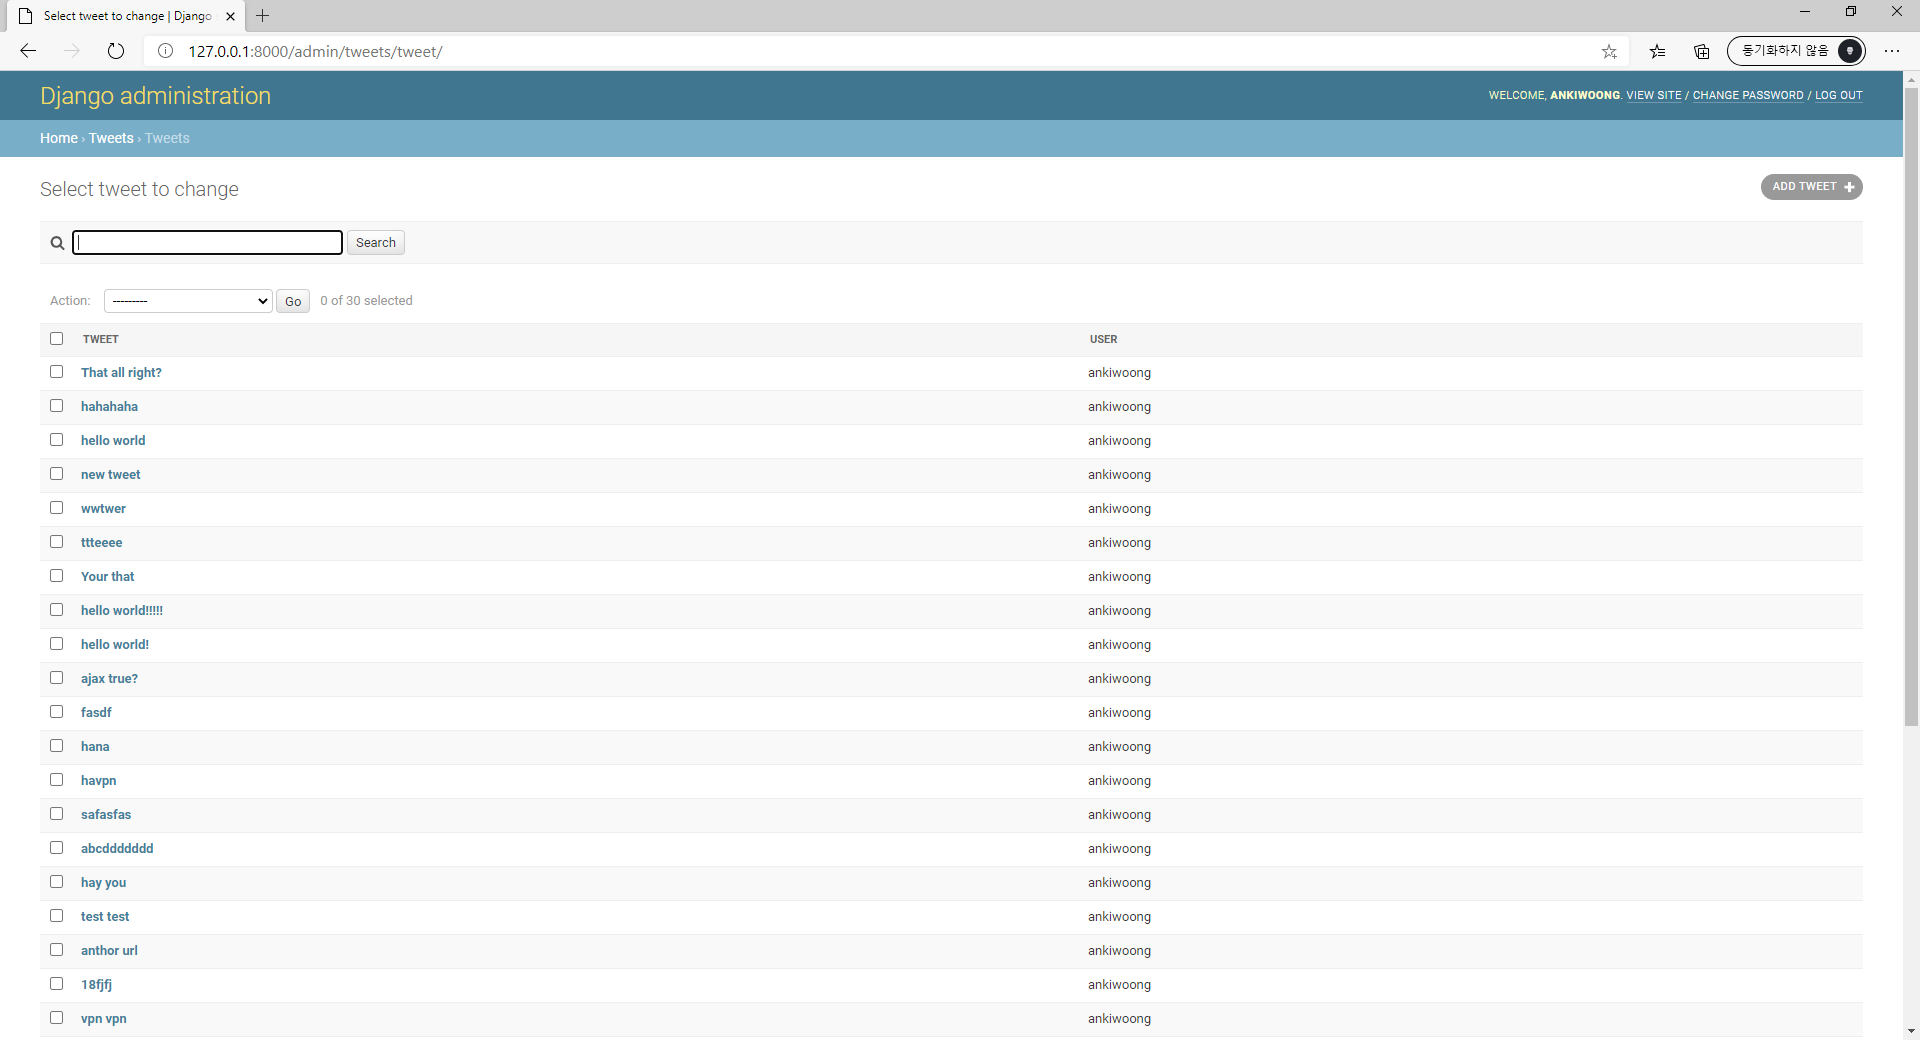 Select tweet to change | Django
127.0.0.1:8000/admin/tweets/tweet/
동기화하지 않음
Django administration
WELCOME, ANKIWOONG. VIEW SITE / CHANGE PASSWORD / LOG OUT
Home › Tweets › Tweets
Select tweet to change
ADD TWEET +
Search
Action: --------- Go 0 of 30 selected
TWEET USER
That all right? ankiwoong
hahahaha ankiwoong
hello world ankiwoong
new tweet ankiwoong
wwtwer ankiwoong
ttteeee ankiwoong
Your that ankiwoong
hello world!!!!! ankiwoong
hello world! ankiwoong
ajax true? ankiwoong
fasdf ankiwoong
hana ankiwoong
havpn ankiwoong
safasfas ankiwoong
abcddddddd ankiwoong
hay you ankiwoong
test test ankiwoong
anthor url ankiwoong
18fjfj ankiwoong
vpn vpn ankiwoong